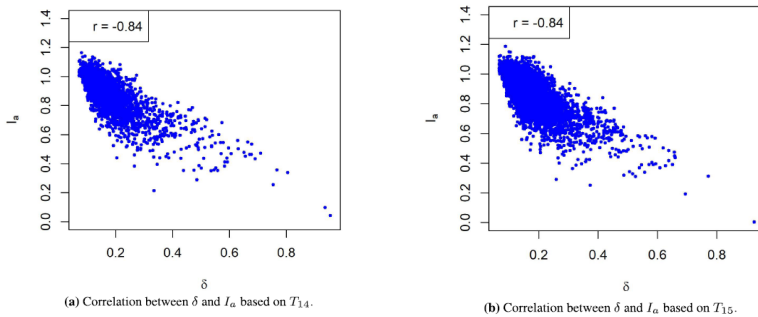 r = -0.84
1.4
1.2
1.0
0.8
0.6
0.4
0.2
0.0
Ia
0.2 0.4 0.6 0.8
δ
(a) Correlation between δ and Ia based on T14.
r = -0.84
1.4
1.2
1.0
0.8
0.6
0.4
0.2
0.0
Ia
0.2 0.4 0.6 0.8
δ
(b) Correlation between δ and Ia based on T15.